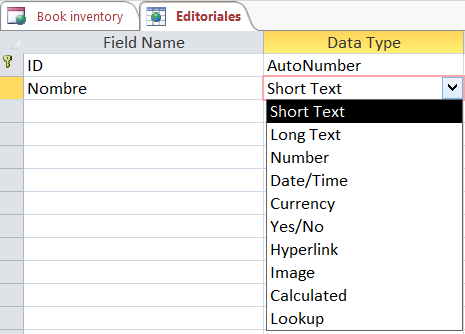 Book inventory Editoriales
Field Name Data Type
ID AutoNumber
Nombre Short Text
Short Text
Long Text
Number
Date/Time
Currency
Yes/No
Hyperlink
Image
Calculated
Lookup